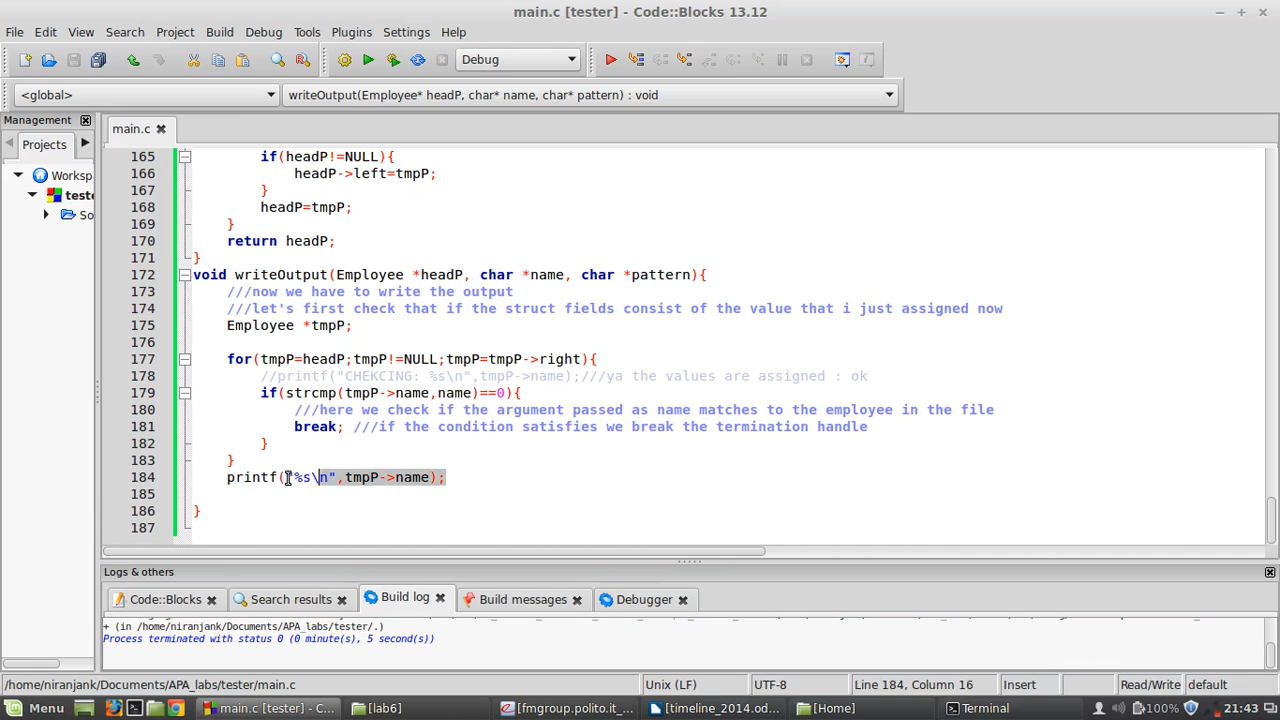 main.c [tester] - Code::Blocks 13.12
File Edit View Search Project Build Debug Tools Plugins Settings Help
Debug
<global>
writeOutput(Employee* headP, char* name, char* pattern) : void
Management
main.c
Projects
Worksp
teste
So
165 if(headP!=NULL){
166 headP->left=tmpP;
167 }
168 headP=tmpP;
169 }
170 return headP;
171 }
172 void writeOutput(Employee *headP, char *name, char *pattern){
173 ///now we have to write the output
174 ///let's first check that if the struct fields consist of the value that i just assigned now
175 Employee *tmpP;
176
177 for(tmpP=headP;tmpP!=NULL;tmpP=tmpP->right){
178 //printf("CHEKCING: %s\n",tmpP->name);///ya the values are assigned : ok
179 if(strcmp(tmpP->name,name)==0){
180 ///here we check if the argument passed as name matches to the employee in the file
181 break; ///if the condition satisfies we break the termination handle
182 }
183 }
184 printf("%s\n",tmpP->name);
185
186 }
187
Logs & others
Code::Blocks Search results Build log Build messages Debugger
+ (in /home/niranjank/Documents/APA_labs/tester/.)
Process terminated with status 0 (0 minute(s), 5 second(s))
/home/niranjank/Documents/APA_labs/tester/main.c Unix (LF) UTF-8 Line 184, Column 16 Insert Read/Write default
Menu main.c [tester] - C... [lab6] [fmgroup.polito.it_... [timeline_2014.od... [Home] Terminal 100% 21:43